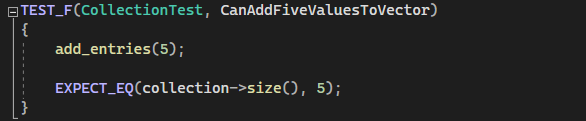 TEST_F(CollectionTest, CanAddFiveValuesToVector)
{
    add_entries(5);
    EXPECT_EQ(collection->size(), 5);
}